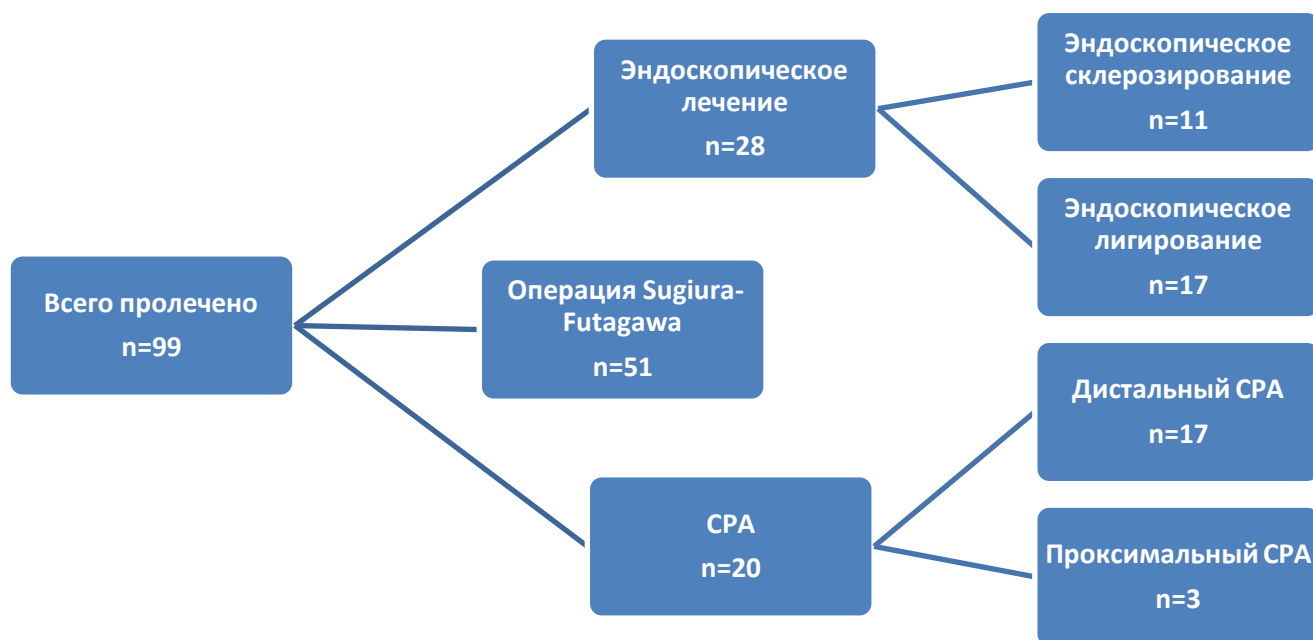 Всего пролечено
n=99
Эндоскопическое
лечение
n=28
Эндоскопическое
склерозирование
n=11
Эндоскопическое
лигирование
n=17
Операция Sugiura-
Futagawa
n=51
СРА
n=20
Дистальный СРА
n=17
Проксимальный СРА
n=3